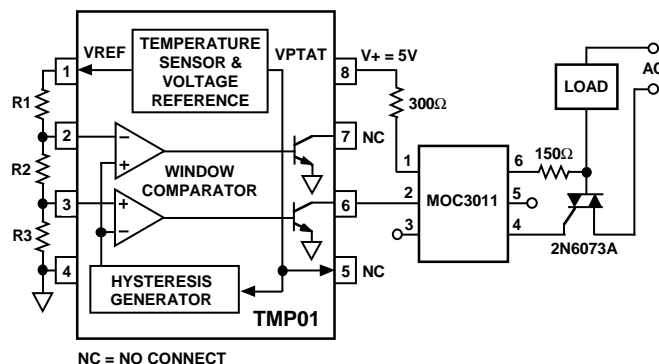 TEMPERATURE
SENSOR &
VOLTAGE
REFERENCE
VREF
VPTAT
1
2
3
4
R1
R2
R3
WINDOW
COMPARATOR
HYSTERESIS
GENERATOR
TMP01
8
7
6
5
V+ = 5V
NC
NC
300Ω
1
2
3
MOC3011
6
5
4
150Ω
LOAD
AC
2N6073A
NC = NO CONNECT